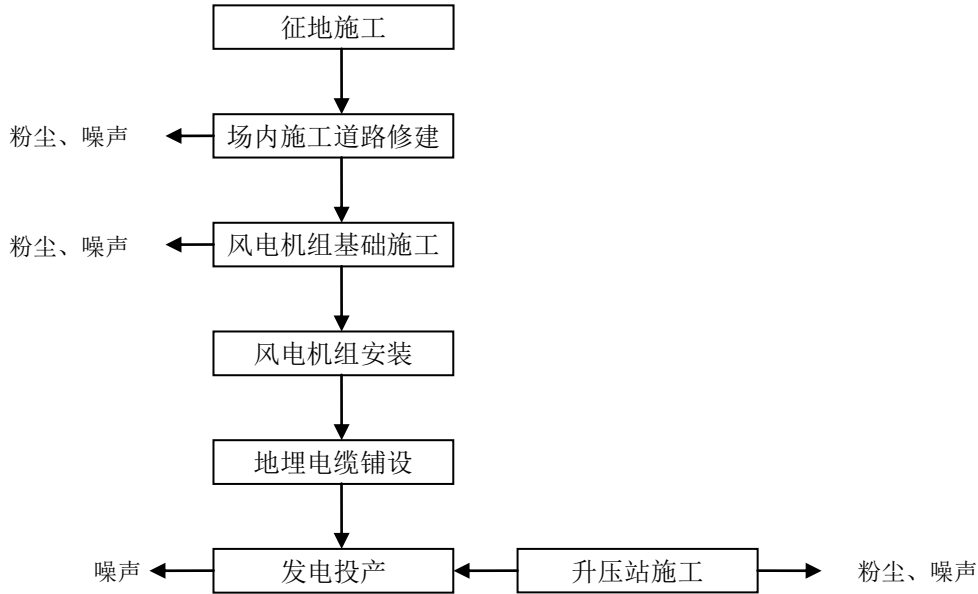 征地施工
粉尘、噪声
场内施工道路修建
粉尘、噪声
风电机组基础施工
风电机组安装
地埋电缆铺设
噪声
发电投产
升压站施工
粉尘、噪声